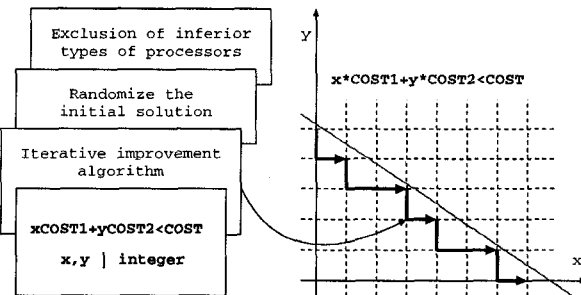 Exclusion of inferior
types of processors
Randomize the
initial solution
Iterative improvement
algorithm
xCOST1+yCOST2<COST
x,y | integer
y
x*COST1+y*COST2<COST
x